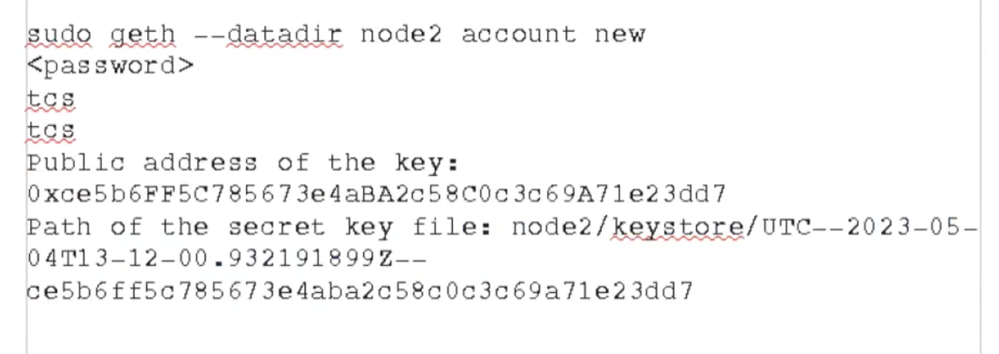 sudo geth --datadir node2 account new
<password>
tcs
tcs
Public address of the key:
0xce5b6FF5C785673e4aBA2c58C0c3c69A71e23dd7
Path of the secret key file: node2/keystore/UTC--2023-05-
04T13-12-00.932191899Z--
ce5b6ff5c785673e4aba2c58c0c3c69a71e23dd7